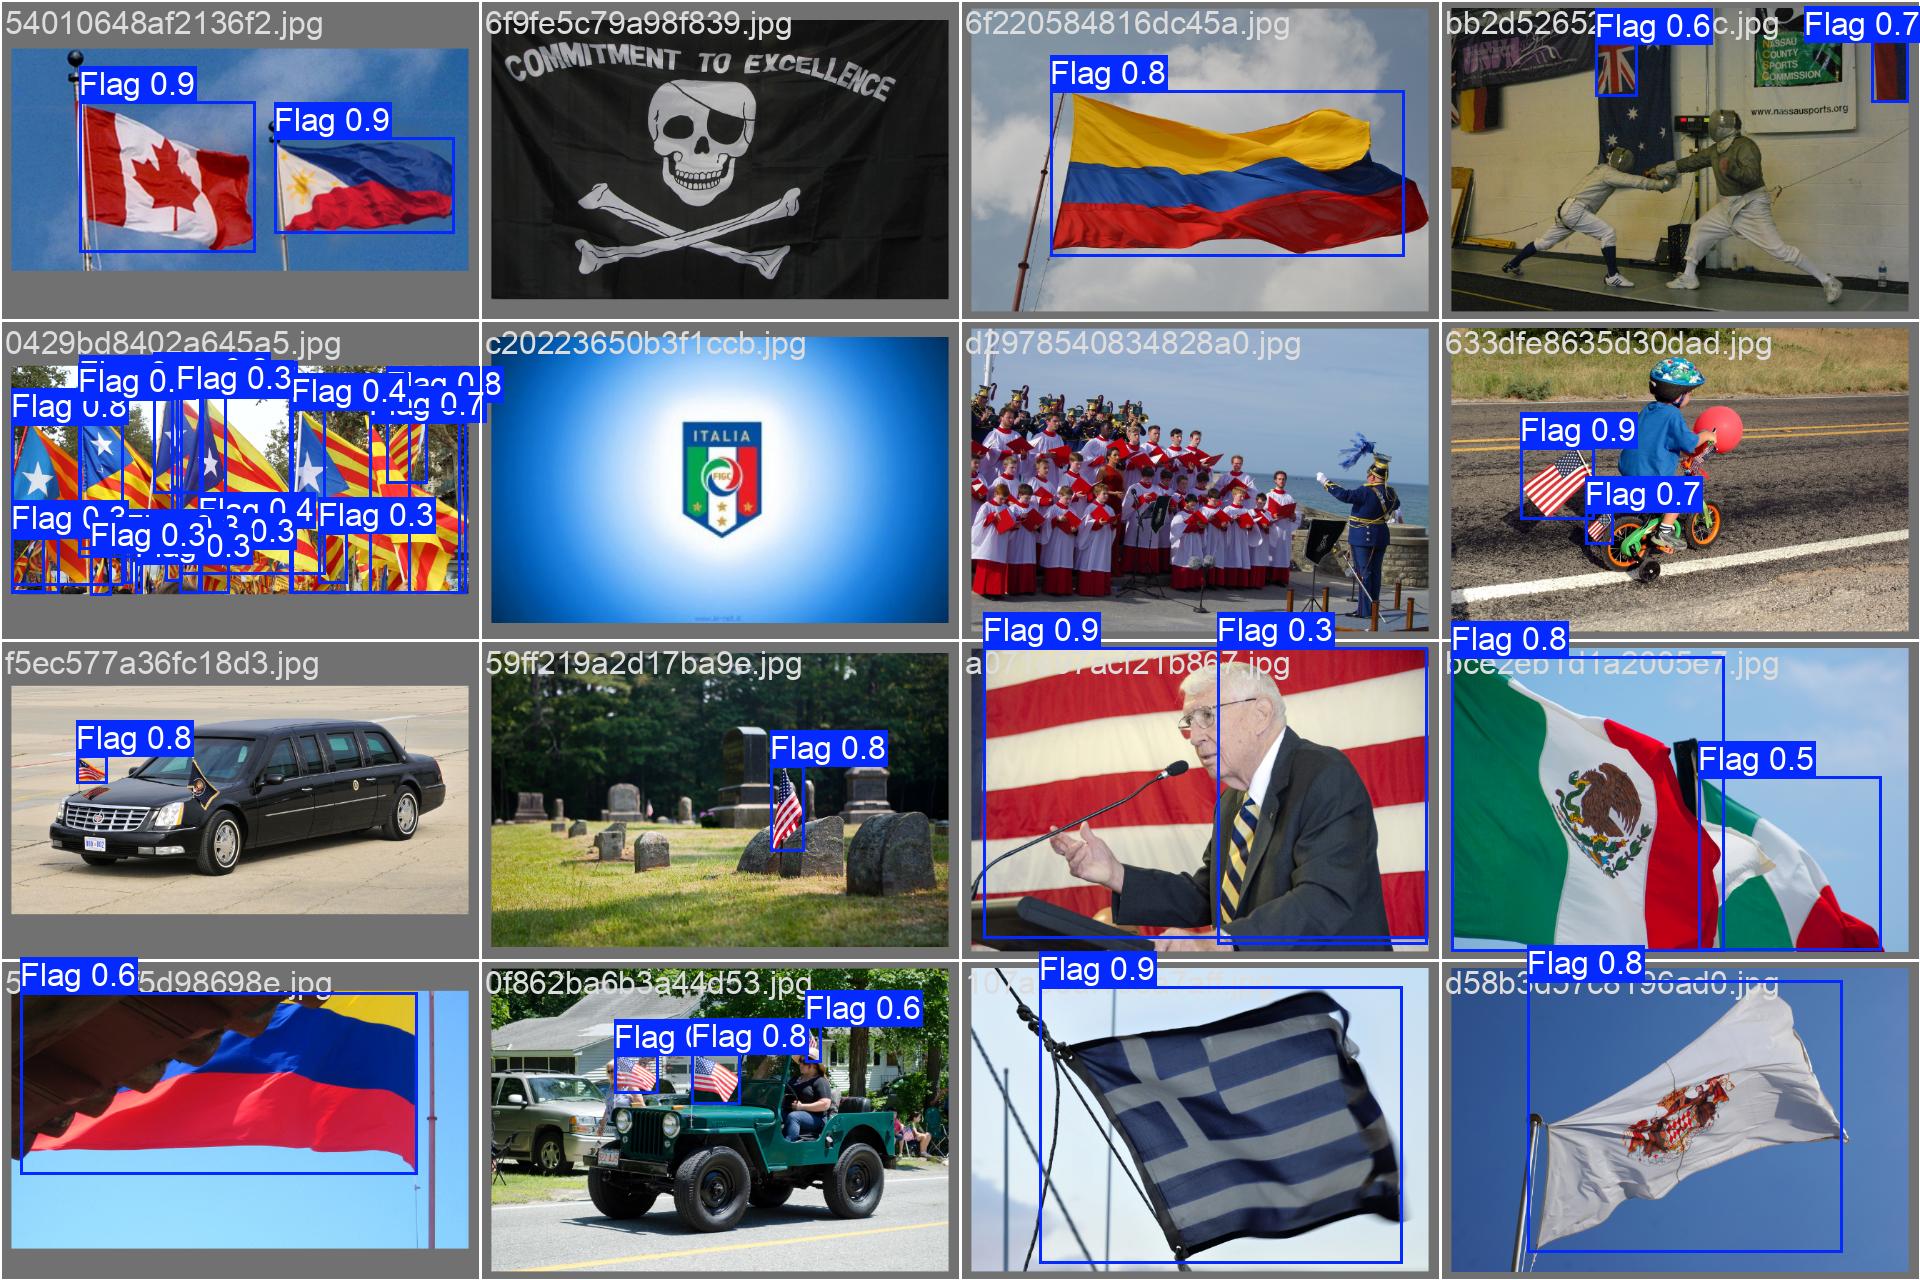 54010648af2136f2.jpg
Flag 0.9
Flag 0.9
6f9fe5c79a98f839.jpg
COMMITMENT TO EXCELLENCE
6f220584816dc45a.jpg
Flag 0.8
Flag 0.6
Flag 0.7
NASSAU
COUNTY
SPORTS
COMMISSION
www.nassausports.org
0429bd8402a645a5.jpg
Flag 0.3
Flag 0.4
Flag 0.8
Flag 0.3
Flag 0.3
Flag 0.3
c20223650b3f1ccb.jpg
ITALIA
FIGC
d2978540834828a0.jpg
633dfe8635d30dad.jpg
Flag 0.9
Flag 0.7
f5ec577a36fc18d3.jpg
Flag 0.8
59ff219a2d17ba9e.jpg
Flag 0.8
Flag 0.9
Flag 0.3
Flag 0.8
Flag 0.5
Flag 0.6
0f862ba6b3a44d53.jpg
Flag 0.8
Flag 0.6
Flag 0.9
Flag 0.8